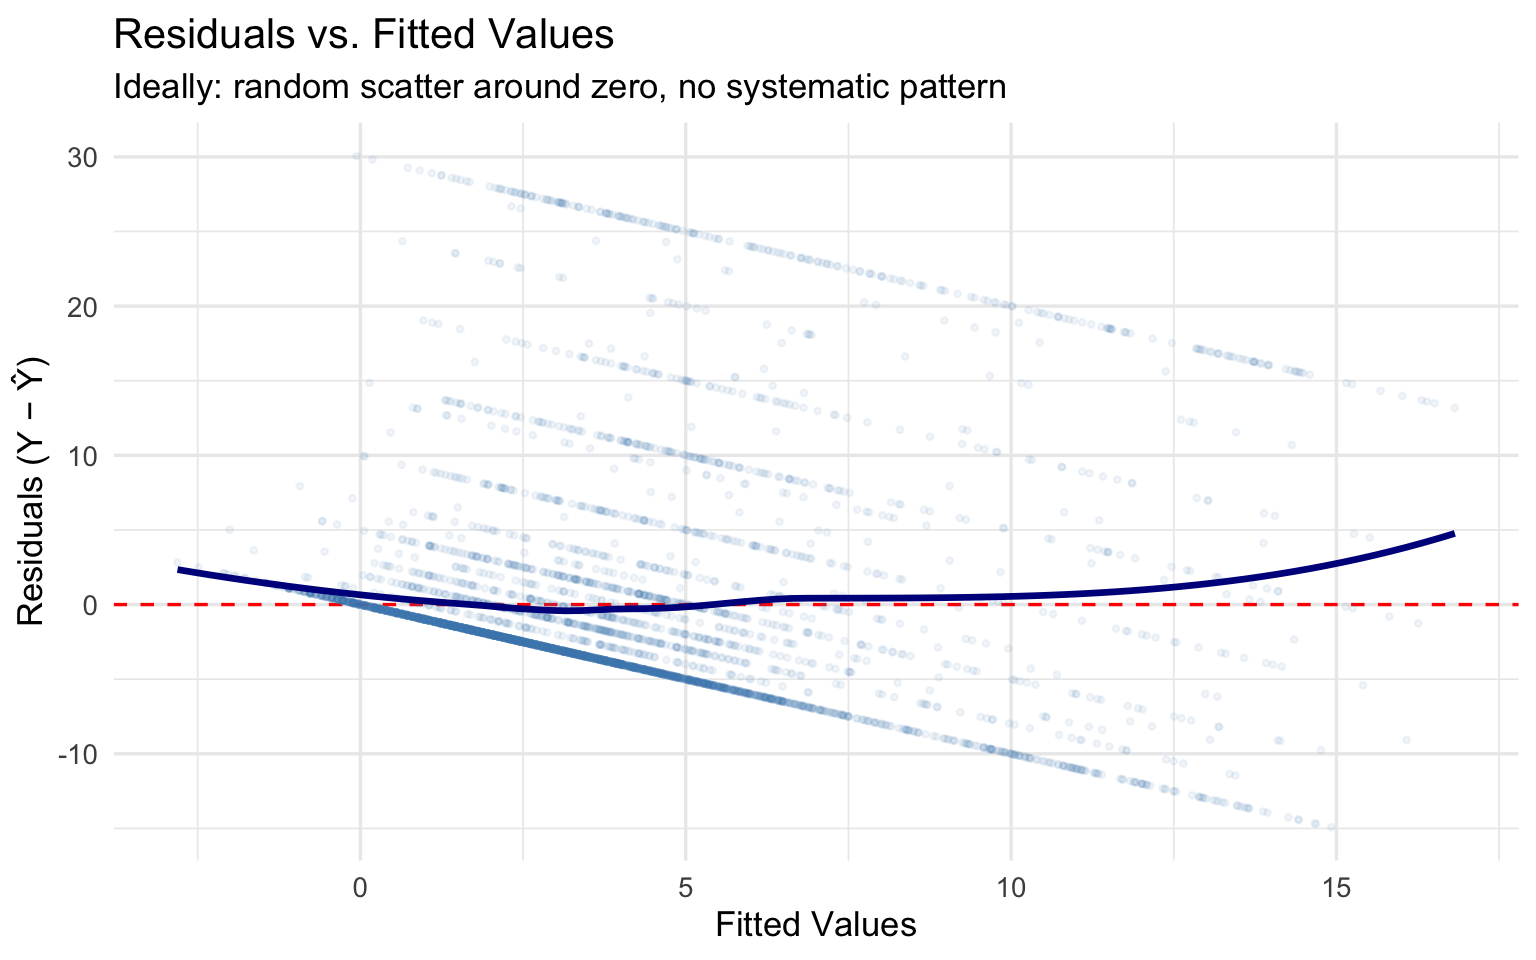 Residuals vs. Fitted Values
Ideally: random scatter around zero, no systematic pattern
Residuals (Y − Ŷ)
30
20
10
0
-10
0 5 10 15
Fitted Values